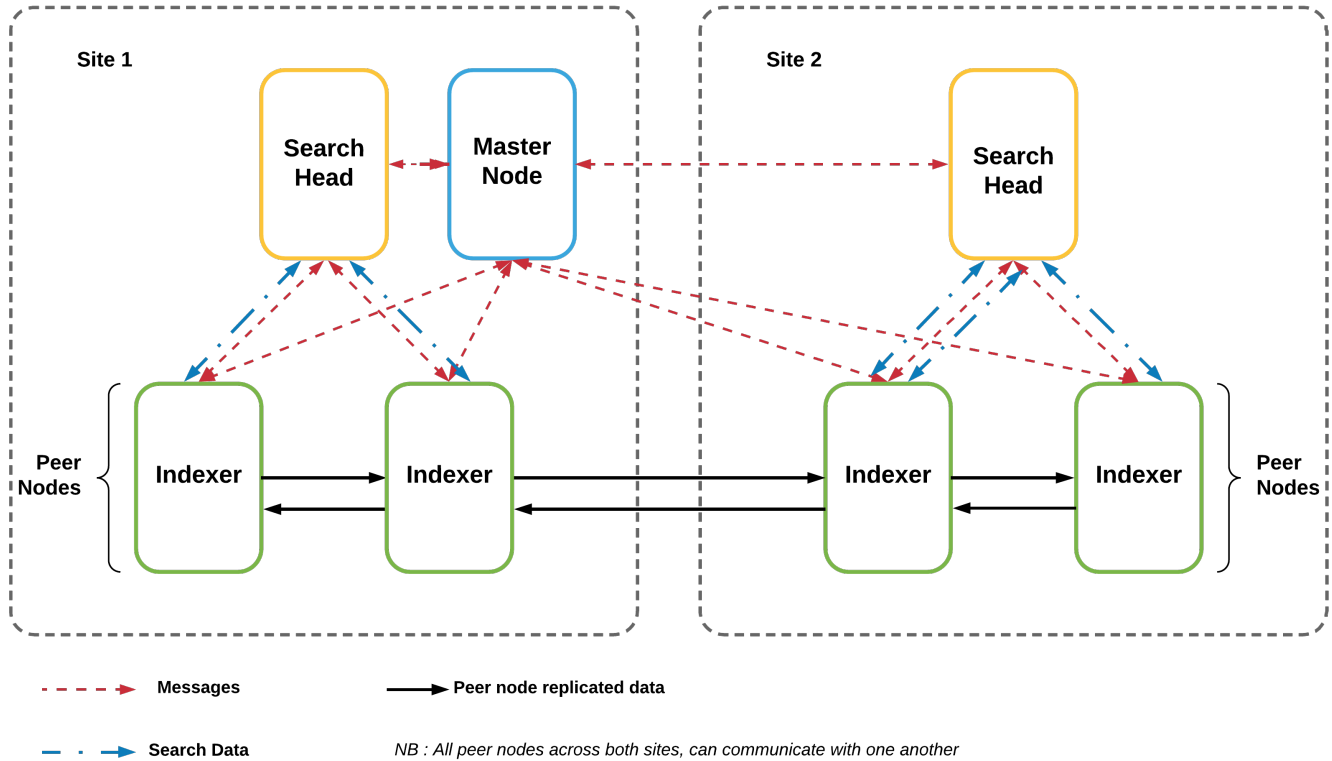 Site 1
Site 2
Search
Head
Master
Node
Search
Head
Peer
Nodes
Indexer
Indexer
Indexer
Indexer
Peer
Nodes
Messages
Peer node replicated data
Search Data
NB : All peer nodes across both sites, can communicate with one another